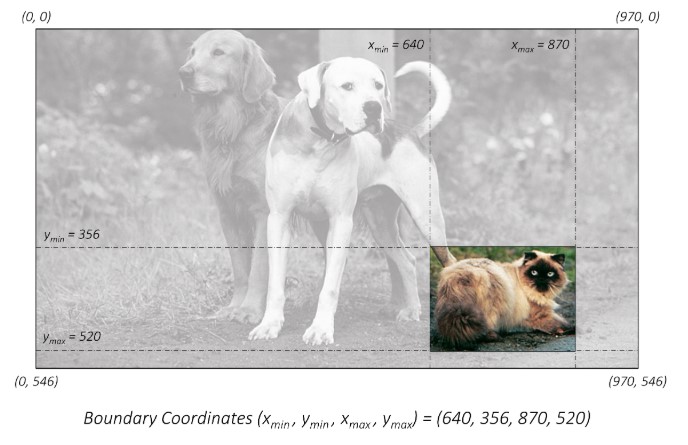 (0, 0)
(970, 0)
xmin = 640
xmax = 870
ymin = 356
ymax = 520
(0, 546)
(970, 546)
Boundary Coordinates (xmin, ymin, xmax, ymax) = (640, 356, 870, 520)